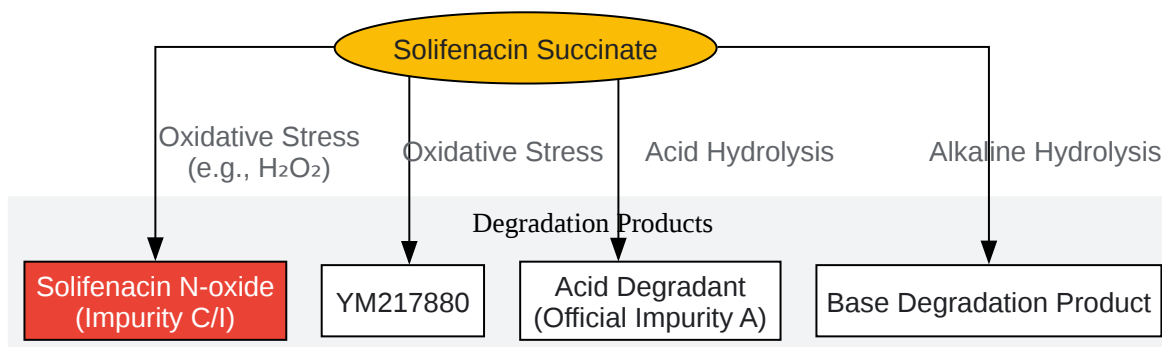 Solifenacin Succinate
Oxidative Stress
(e.g., H₂O₂)
Oxidative Stress
Acid Hydrolysis
Alkaline Hydrolysis
Degradation Products
Solifenacin N-oxide
(Impurity C/I)
YM217880
Acid Degradant
(Official Impurity A)
Base Degradation Product